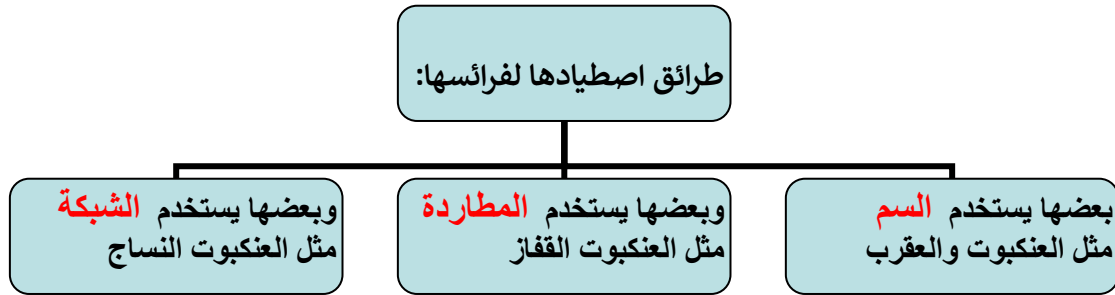 طرائق اصطيادها لفرائسها:
بعضها يستخدم السم
مثل العنكبوت والعقرب
وبعضها يستخدم المطاردة
مثل العنكبوت القفاز
وبعضها يستخدم الشبكة
مثل العنكبوت النساج